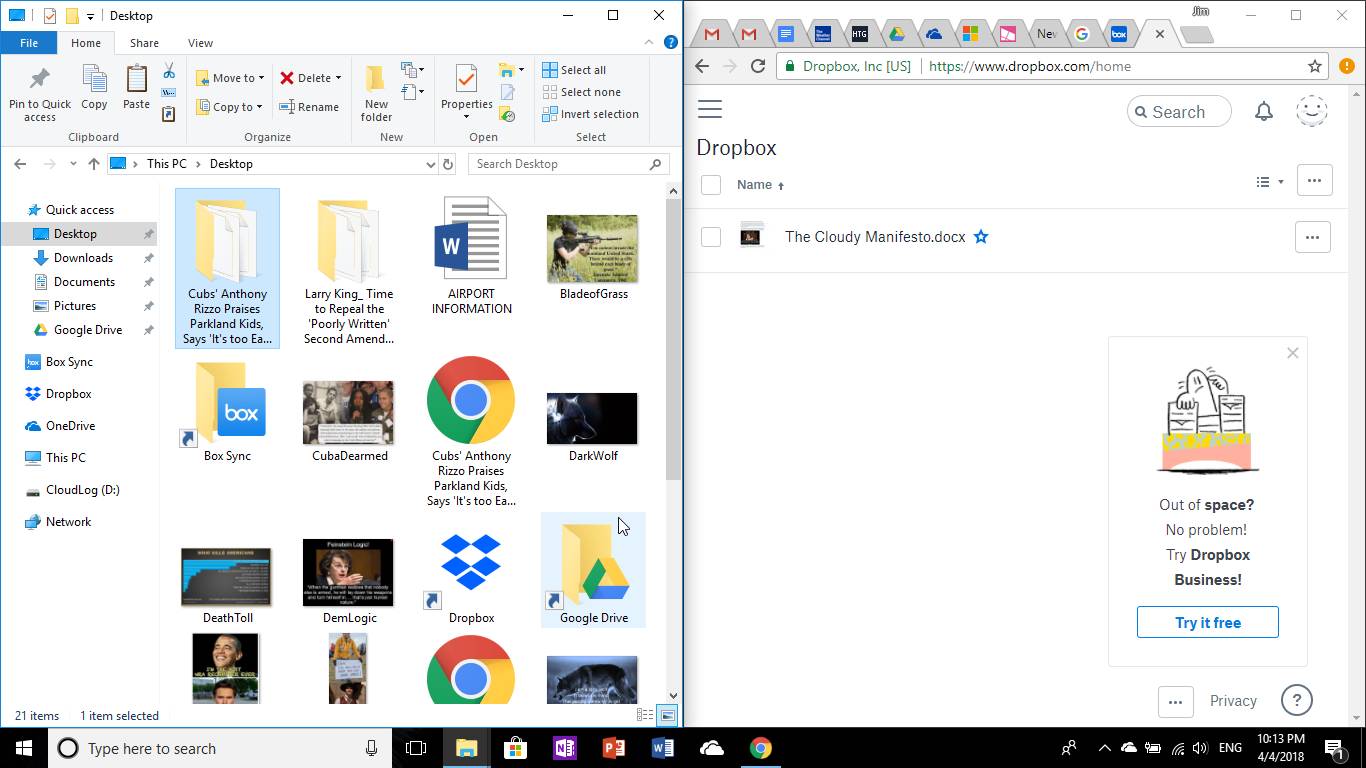 Desktop
File
Home
Share
View
Pin to Quick
access
Copy
Paste
Move to
Copy to
Delete
Rename
New
folder
Properties
Select all
Select none
Invert selection
Clipboard
Organize
New
Open
Select
This PC
Desktop
Search Desktop
Quick access
Desktop
Downloads
Documents
Pictures
Google Drive
Box Sync
Dropbox
OneDrive
This PC
CloudLog (D:)
Network
Cubs' Anthony
Rizzo Praises
Parkland Kids,
Says 'It's too Ea...
Larry King_ Time
to Repeal the
'Poorly Written'
Second Amend...
W
AIRPORT
INFORMATION
BladeofGrass
box
Box Sync
CubaDearmed
Cubs' Anthony
Rizzo Praises
Parkland Kids,
Says 'It's too Ea...
DarkWolf
DeathToll
Feinstein Logic!
DemLogic
Dropbox
Google Drive
21 items
1 item selected
Jim
HTG
Nev
box
Dropbox, Inc [US]
https://www.dropbox.com/home
Search
Dropbox
Name
The Cloudy Manifesto.docx
Out of space?
No problem!
Try Dropbox
Business!
Try it free
Privacy
?
Type here to search
ENG
10:13 PM
4/4/2018
1